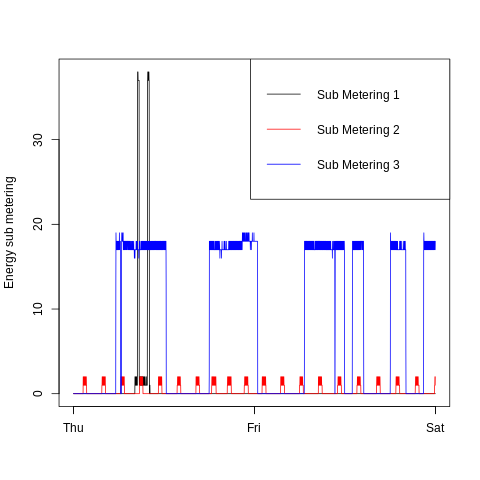 Sub Metering 1
Sub Metering 2
Sub Metering 3
Energy sub metering
30
20
10
0
Thu
Fri
Sat